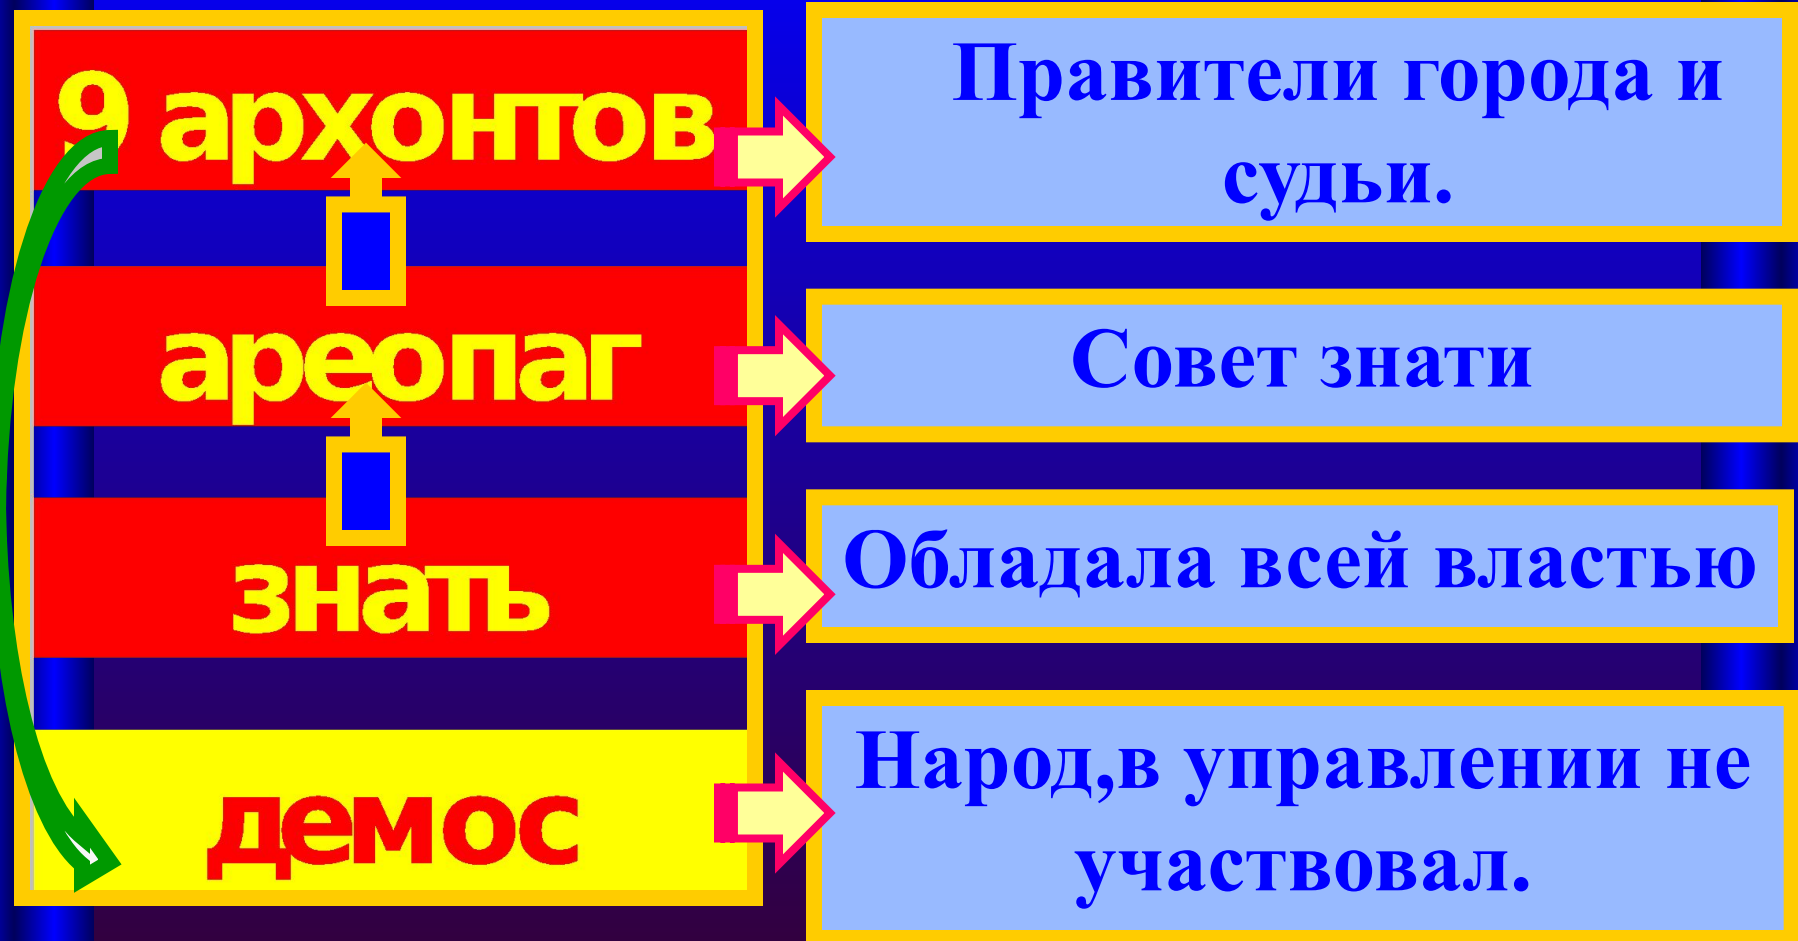 9 архонтов
Правители города и
судьи.
ареопаг
Совет знати
знать
Обладала всей властью
демос
Народ,в управлении не
участвовал.